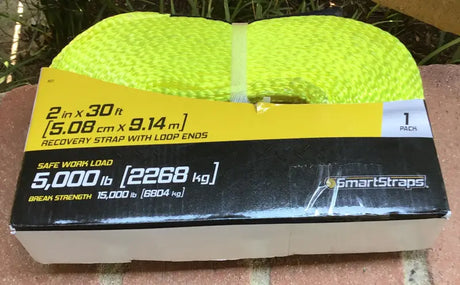 2 in x 30 ft
[5.08 cm x 9.14 m]
RECOVERY STRAP WITH LOOP ENDS
1
PACK
SAFE WORK LOAD
5,000 lb [2268 kg]
BREAK STRENGTH 15,000 lb [6804 kg]
SmartStraps